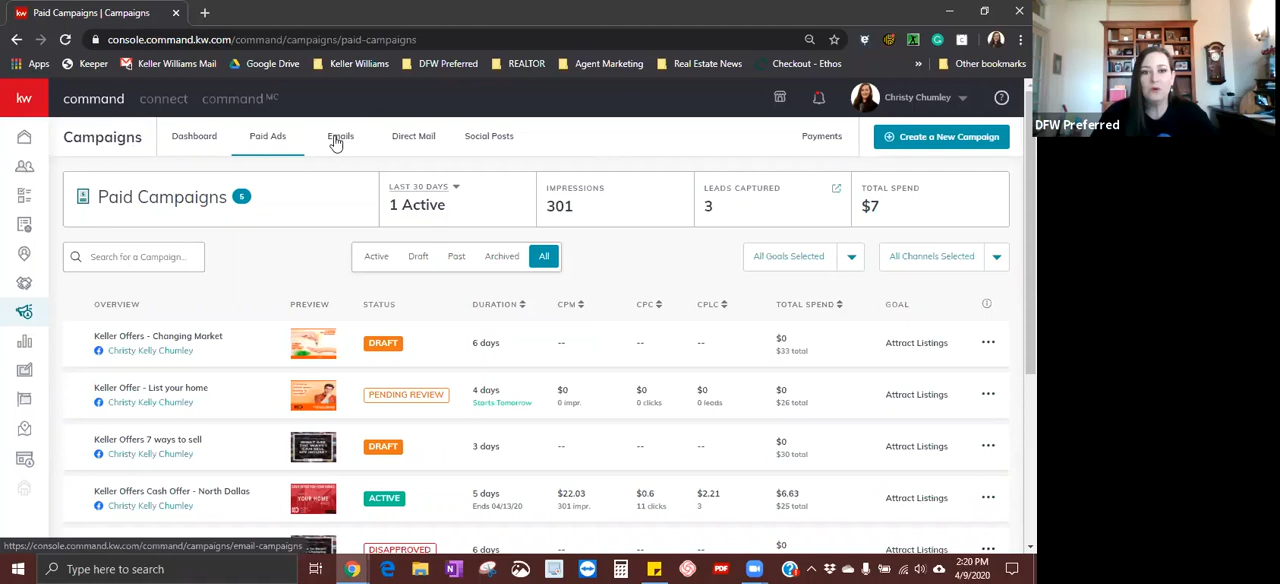 Paid Campaigns | Campaigns
console.command.kw.com/command/campaigns/paid-campaigns
Apps Keeper Keller Williams Mail Google Drive Keller Williams DFW Preferred REALTOR Agent Marketing Real Estate News Checkout - Ethos » Other bookmarks
kw command connect command MC Christy Chumley
Campaigns Dashboard Paid Ads Emails Direct Mail Social Posts Payments Create a New Campaign
Paid Campaigns 5
LAST 30 DAYS
1 Active
IMPRESSIONS
301
LEADS CAPTURED
3
TOTAL SPEND
$7
Search for a Campaign...
Active Draft Past Archived All
All Goals Selected
All Channels Selected
OVERVIEW PREVIEW STATUS DURATION CPM CPC CPLC TOTAL SPEND GOAL
Keller Offers - Changing Market DRAFT 6 days -- -- -- $0 Attract Listings
Christy Kelly Chumley $33 total
Keller Offer - List your home PENDING REVIEW 4 days $0 $0 $0 $0 Attract Listings
Christy Kelly Chumley Starts Tomorrow 0 impr. 0 clicks 0 leads $26 total
Keller Offers 7 ways to sell DRAFT 3 days -- -- -- $0 Attract Listings
Christy Kelly Chumley $30 total
Keller Offers Cash Offer - North Dallas YOUR HOME ACTIVE 5 days $22.03 $0.6 $2.21 $6.63 Attract Listings
Christy Kelly Chumley Ends 04/13/20 301 impr. 11 clicks 3 $25 total
DISAPPROVED 6 days -- -- -- $0
https://console.command.kw.com/command/campaigns/email-campaigns
Type here to search
PDF
2:20 PM
4/9/2020
DFW Preferred